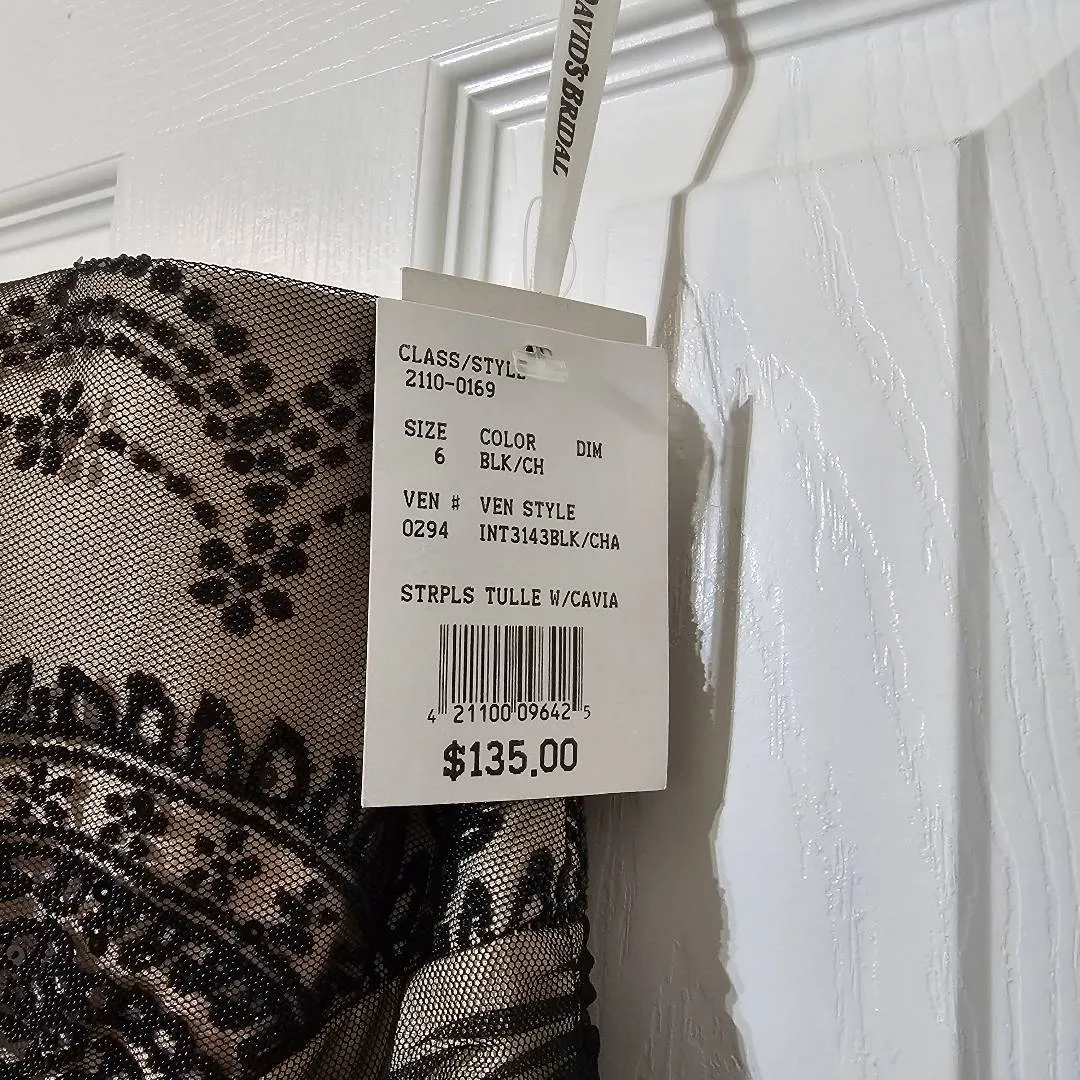 DAVID'S BRIDAL
CLASS/STYLE
2110-0169
SIZE COLOR DIM
6 BLK/CH
VEN # VEN STYLE
0294 INT3143BLK/CHA
STRPLS TULLE W/CAVIA
4 21100 09642 5
$135.00